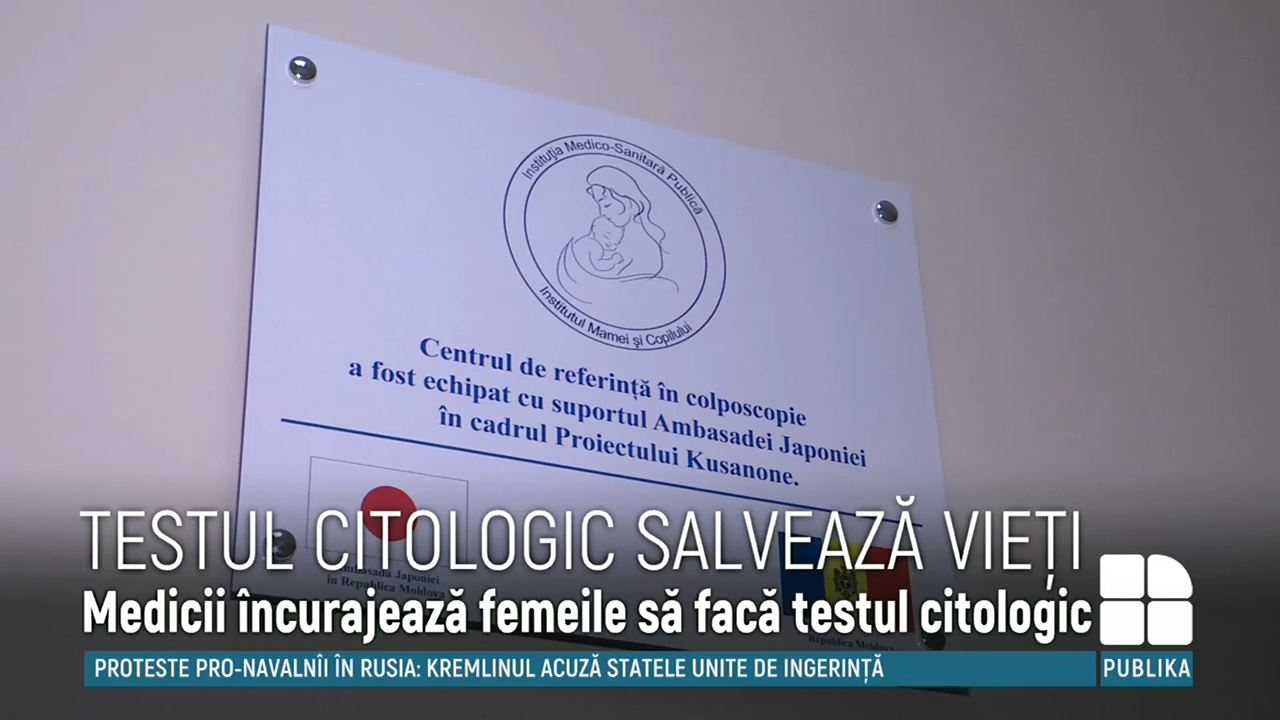 Instituția Medico-Sanitară Publică
Institutul Mamei și Copilului
Centrul de referință în colposcopie
a fost echipat cu suportul Ambasadei Japoniei
în cadrul Proiectului Kusanone.
Ambasada Japoniei
în Republica Moldova
Republica Moldova
TESTUL CITOLOGIC SALVEAZĂ VIEȚI
Medicii încurajează femeile să facă testul citologic
PROTESTE PRO-NAVALNÎI ÎN RUSIA: KREMLINUL ACUZĂ STATELE UNITE DE INGERINȚĂ
PUBLIKA